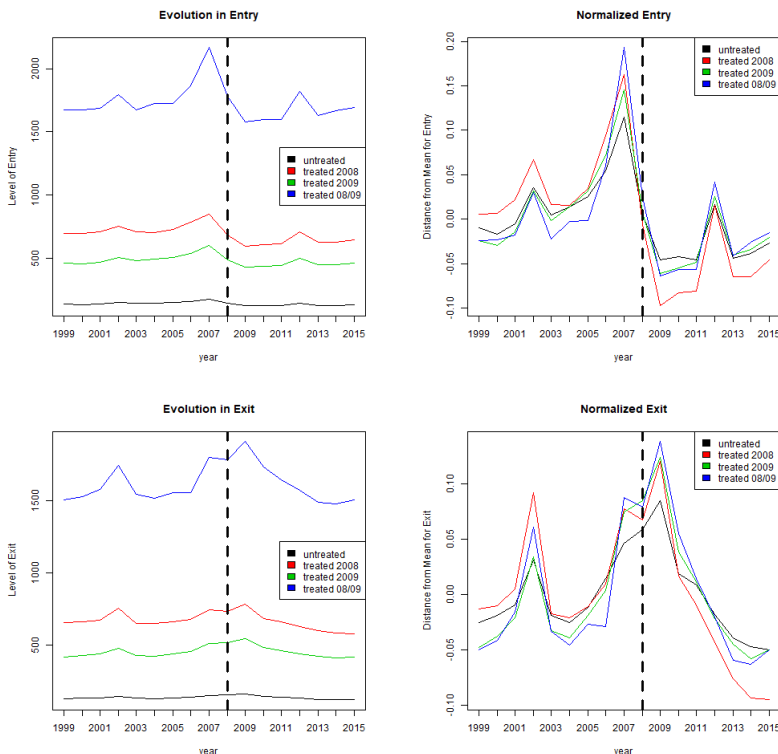 Evolution in Entry
Level of Entry
2000
1500
1000
500
untreated
treated 2008
treated 2009
treated 08/09
1999 2001 2003 2005 2007 2009 2011 2013 2015
year
Normalized Entry
Distance from Mean for Entry
0.20
0.15
0.10
0.05
0.00
-0.05
-0.10
untreated
treated 2008
treated 2009
treated 08/09
1999 2001 2003 2005 2007 2009 2011 2013 2015
year
Evolution in Exit
Level of Exit
1500
1000
500
untreated
treated 2008
treated 2009
treated 08/09
1999 2001 2003 2005 2007 2009 2011 2013 2015
year
Normalized Exit
Distance from Mean for Exit
0.10
0.05
0.00
-0.05
-0.10
untreated
treated 2008
treated 2009
treated 08/09
1999 2001 2003 2005 2007 2009 2011 2013 2015
year